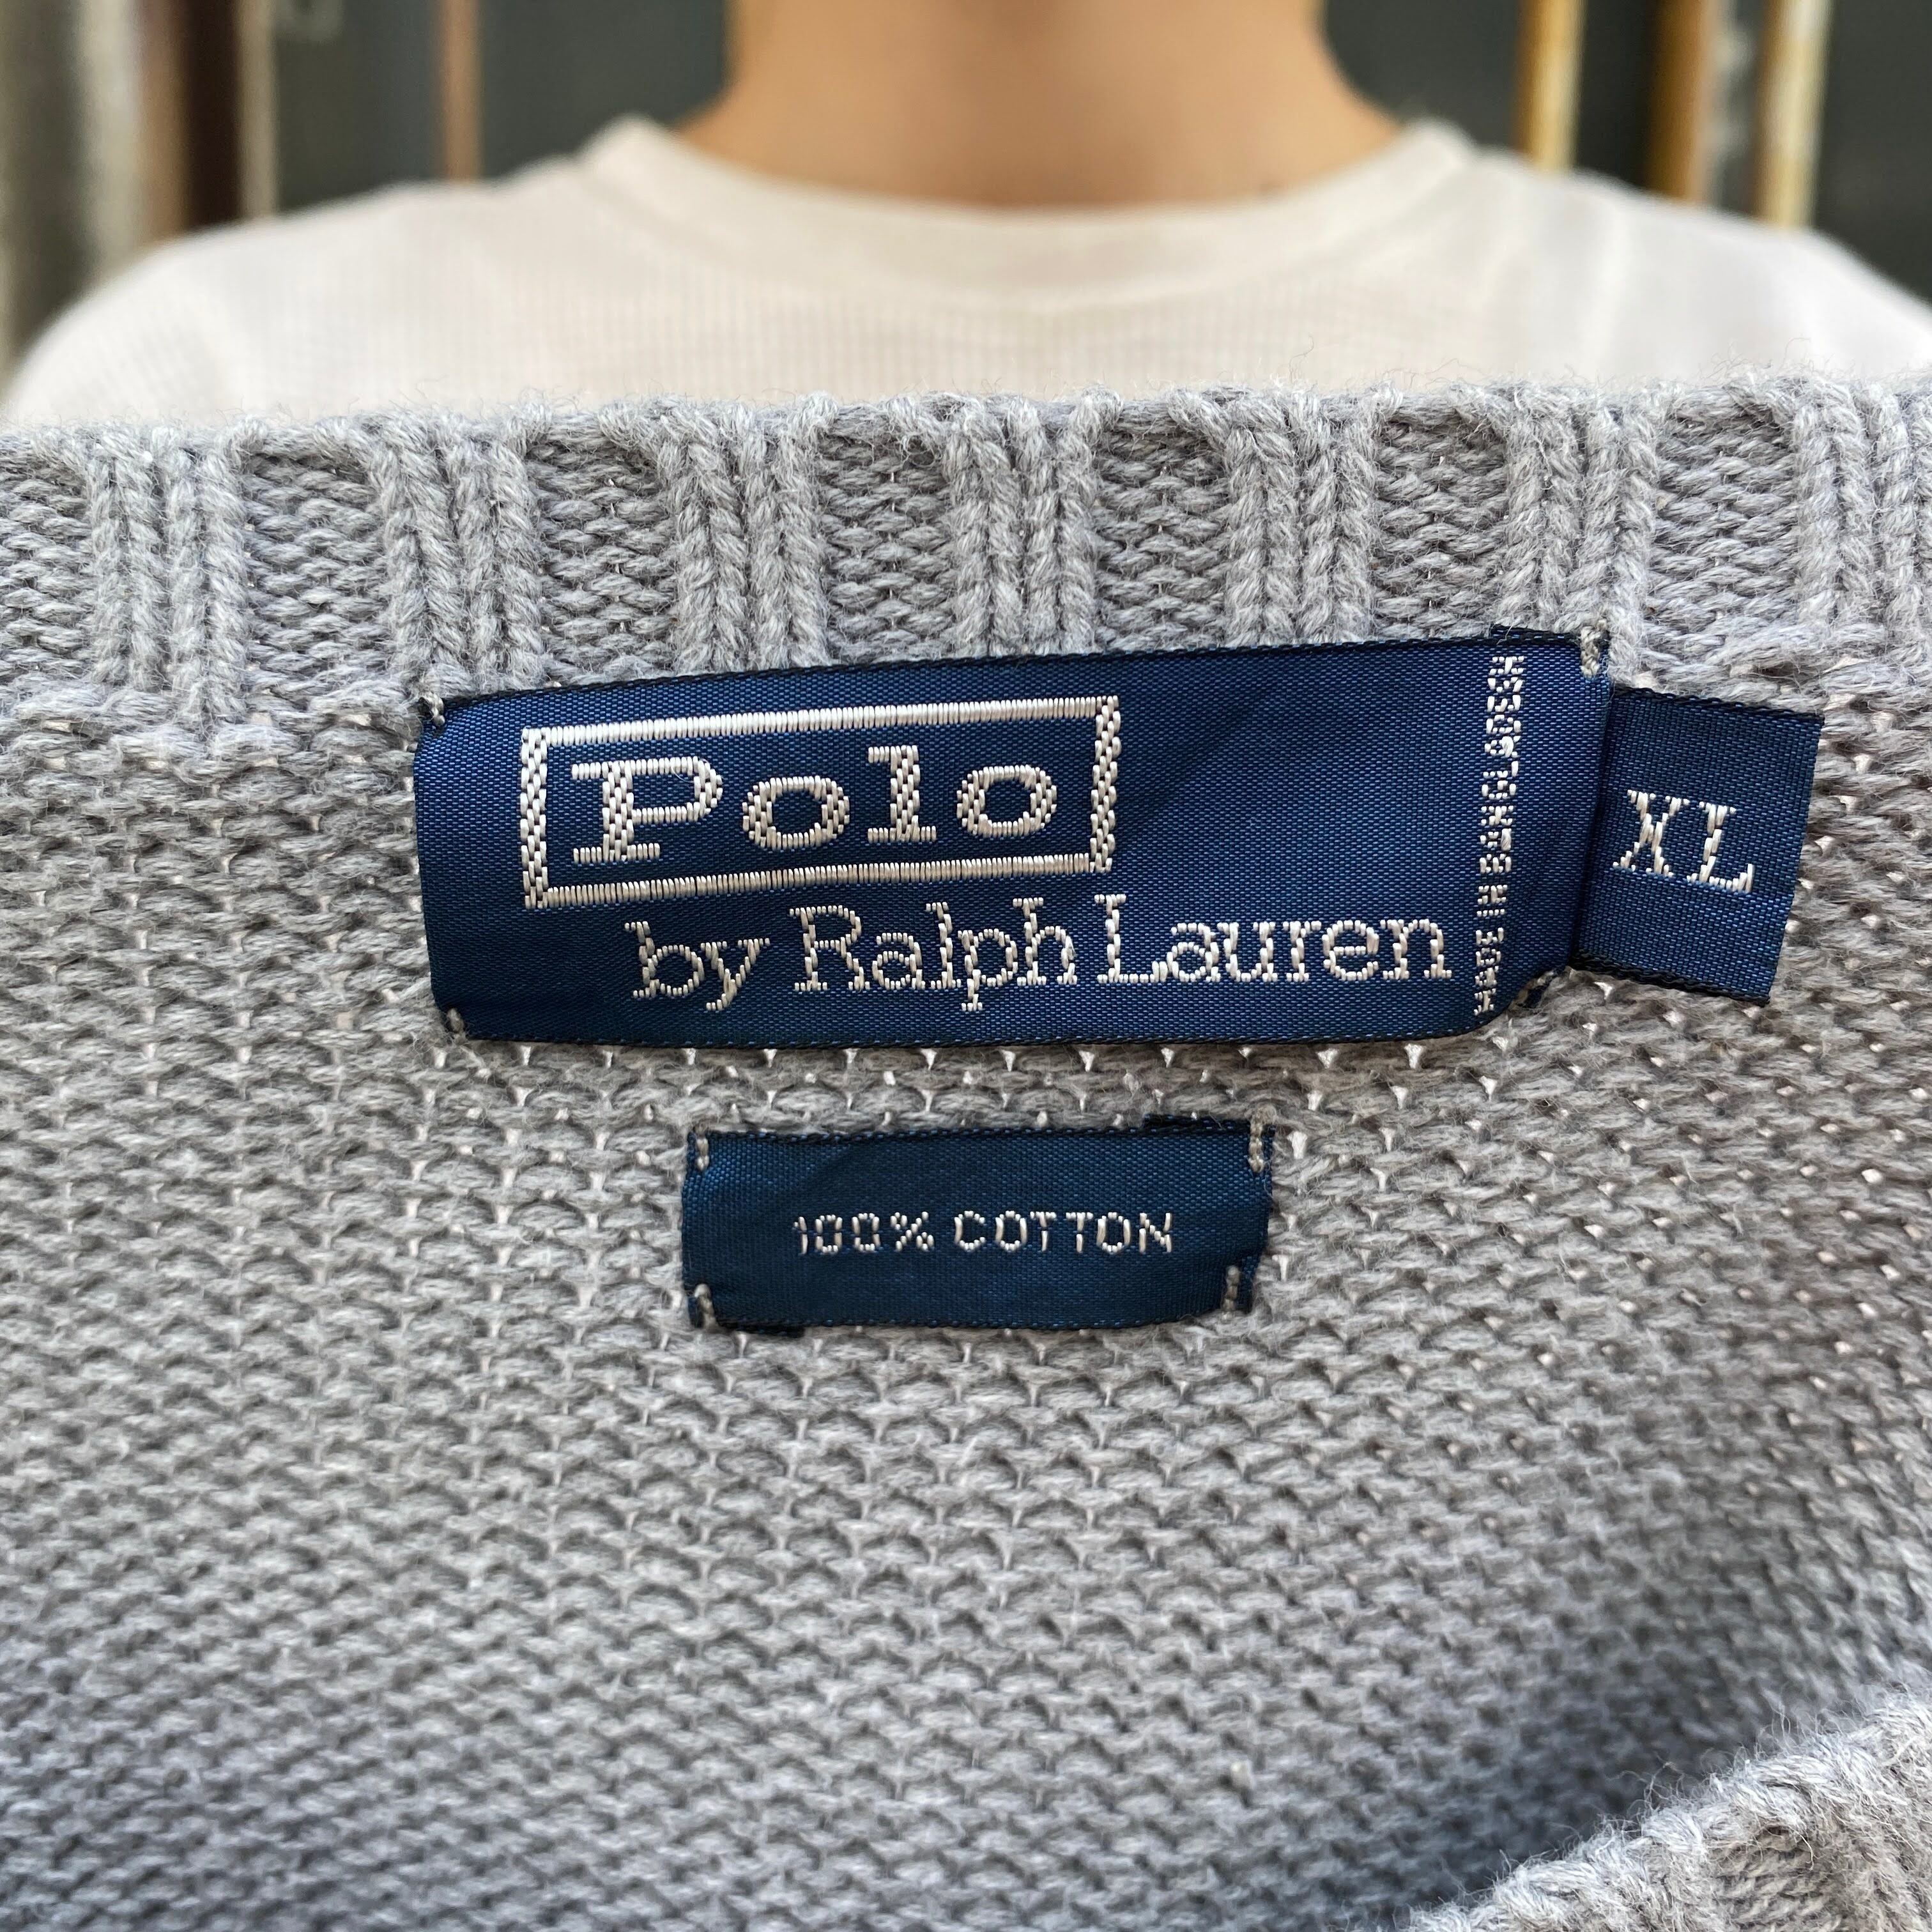 Polo
by Ralph Lauren
MADE IN BANGLADESH
XL
100% COTTON